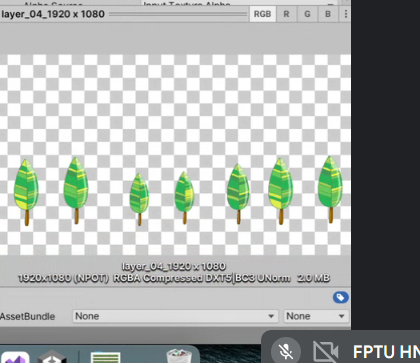 Alpha Source Input Texture Alpha
layer_04_1920 x 1080 RGB R G B
layer_04_1920 x 1080
1920x1080 (NPOT) RGBA Compressed DXT5|BC3 UNorm 2.0 MB
AssetBundle None None
FPTU HN